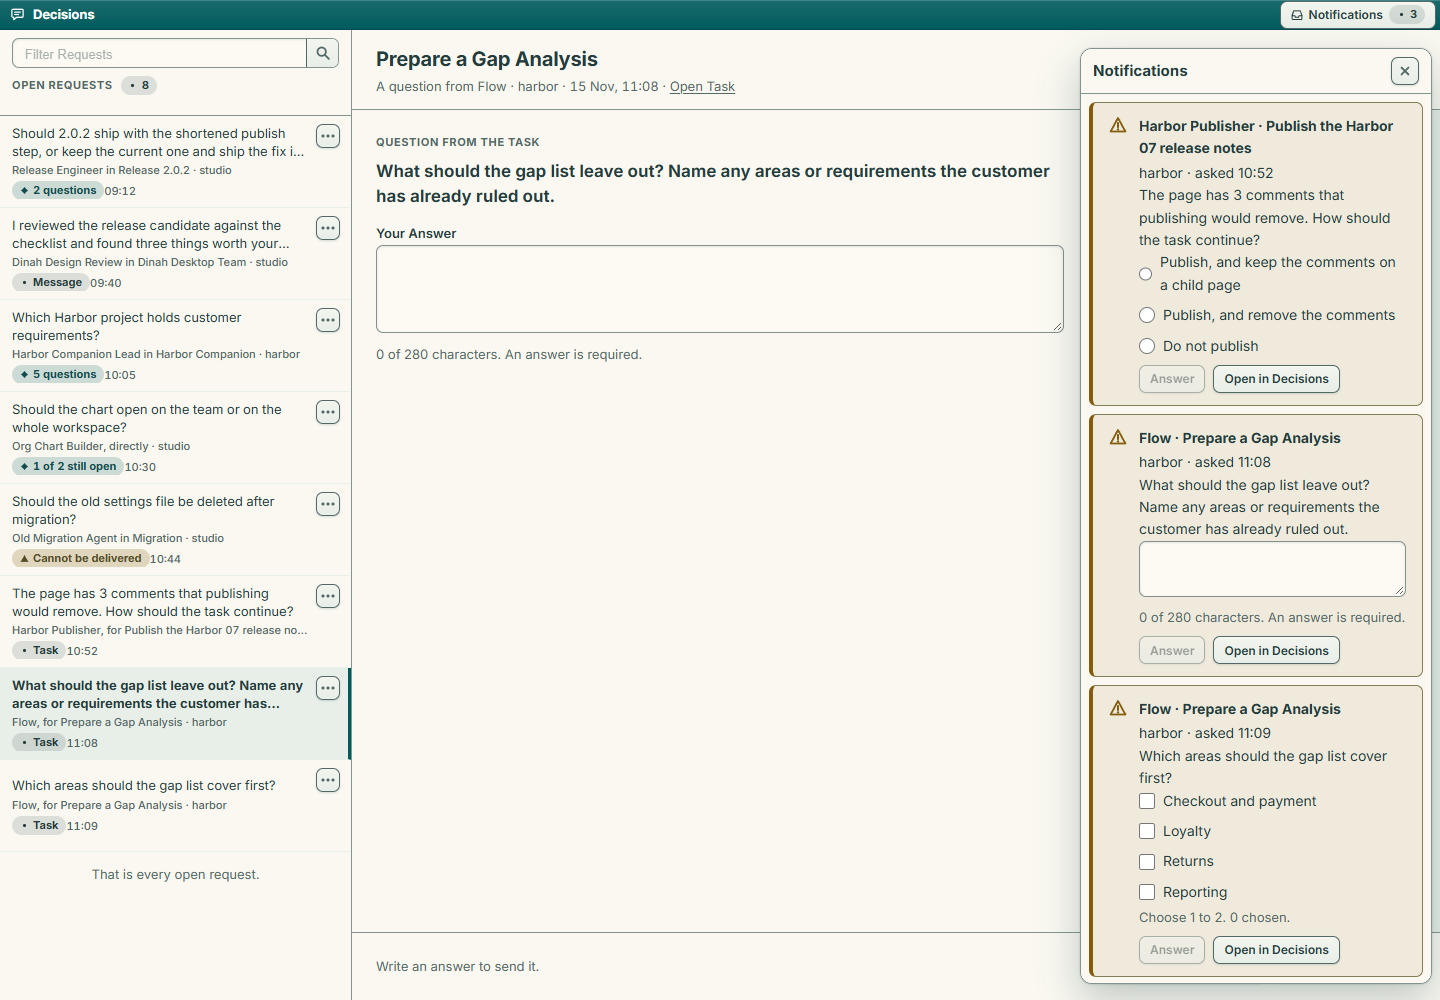 Decisions
Notifications • 3
Filter Requests
OPEN REQUESTS • 8
Should 2.0.2 ship with the shortened publish
step, or keep the current one and ship the fix i...
Release Engineer in Release 2.0.2 · studio
2 questions 09:12
I reviewed the release candidate against the
checklist and found three things worth your...
Dinah Design Review in Dinah Desktop Team · studio
Message 09:40
Which Harbor project holds customer
requirements?
Harbor Companion Lead in Harbor Companion · harbor
5 questions 10:05
Should the chart open on the team or on the
whole workspace?
Org Chart Builder, directly · studio
1 of 2 still open 10:30
Should the old settings file be deleted after
migration?
Old Migration Agent in Migration · studio
Cannot be delivered 10:44
The page has 3 comments that publishing
would remove. How should the task continue?
Harbor Publisher, for Publish the Harbor 07 release no...
Task 10:52
What should the gap list leave out? Name any
areas or requirements the customer has...
Flow, for Prepare a Gap Analysis · harbor
Task 11:08
Which areas should the gap list cover first?
Flow, for Prepare a Gap Analysis · harbor
Task 11:09
That is every open request.
Prepare a Gap Analysis
A question from Flow · harbor · 15 Nov, 11:08 · Open Task
QUESTION FROM THE TASK
What should the gap list leave out? Name any areas or requirements the customer
has already ruled out.
Your Answer
0 of 280 characters. An answer is required.
Write an answer to send it.
Notifications
Harbor Publisher · Publish the Harbor
07 release notes
harbor · asked 10:52
The page has 3 comments that
publishing would remove. How should
the task continue?
Publish, and keep the comments on
a child page
Publish, and remove the comments
Do not publish
Answer Open in Decisions
Flow · Prepare a Gap Analysis
harbor · asked 11:08
What should the gap list leave out?
Name any areas or requirements the
customer has already ruled out.
0 of 280 characters. An answer is required.
Answer Open in Decisions
Flow · Prepare a Gap Analysis
harbor · asked 11:09
Which areas should the gap list cover
first?
Checkout and payment
Loyalty
Returns
Reporting
Choose 1 to 2. 0 chosen.
Answer Open in Decisions